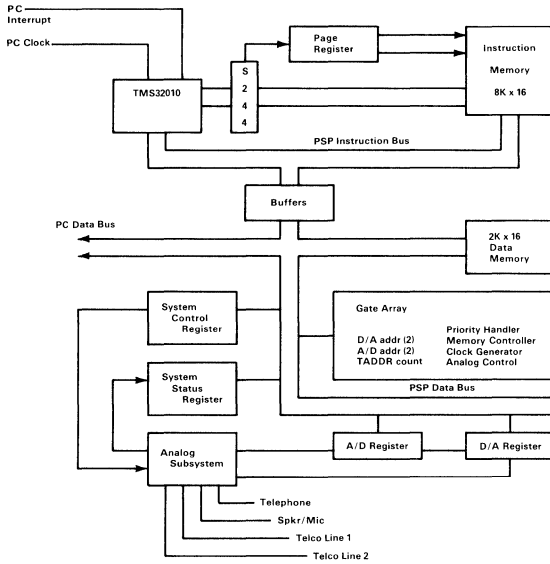 PC
Interrupt
PC Clock
TMS32010
S
2
4
4
Page
Register
Instruction
Memory
8K x 16
PSP Instruction Bus
Buffers
PC Data Bus
2K x 16
Data
Memory
System
Control
Register
Gate Array
D/A addr (2)
A/D addr (2)
TADDR count
Priority Handler
Memory Controller
Clock Generator
Analog Control
System
Status
Register
PSP Data Bus
Analog
Subsystem
A/D Register
D/A Register
Telephone
Spkr/Mic
Telco Line 1
Telco Line 2